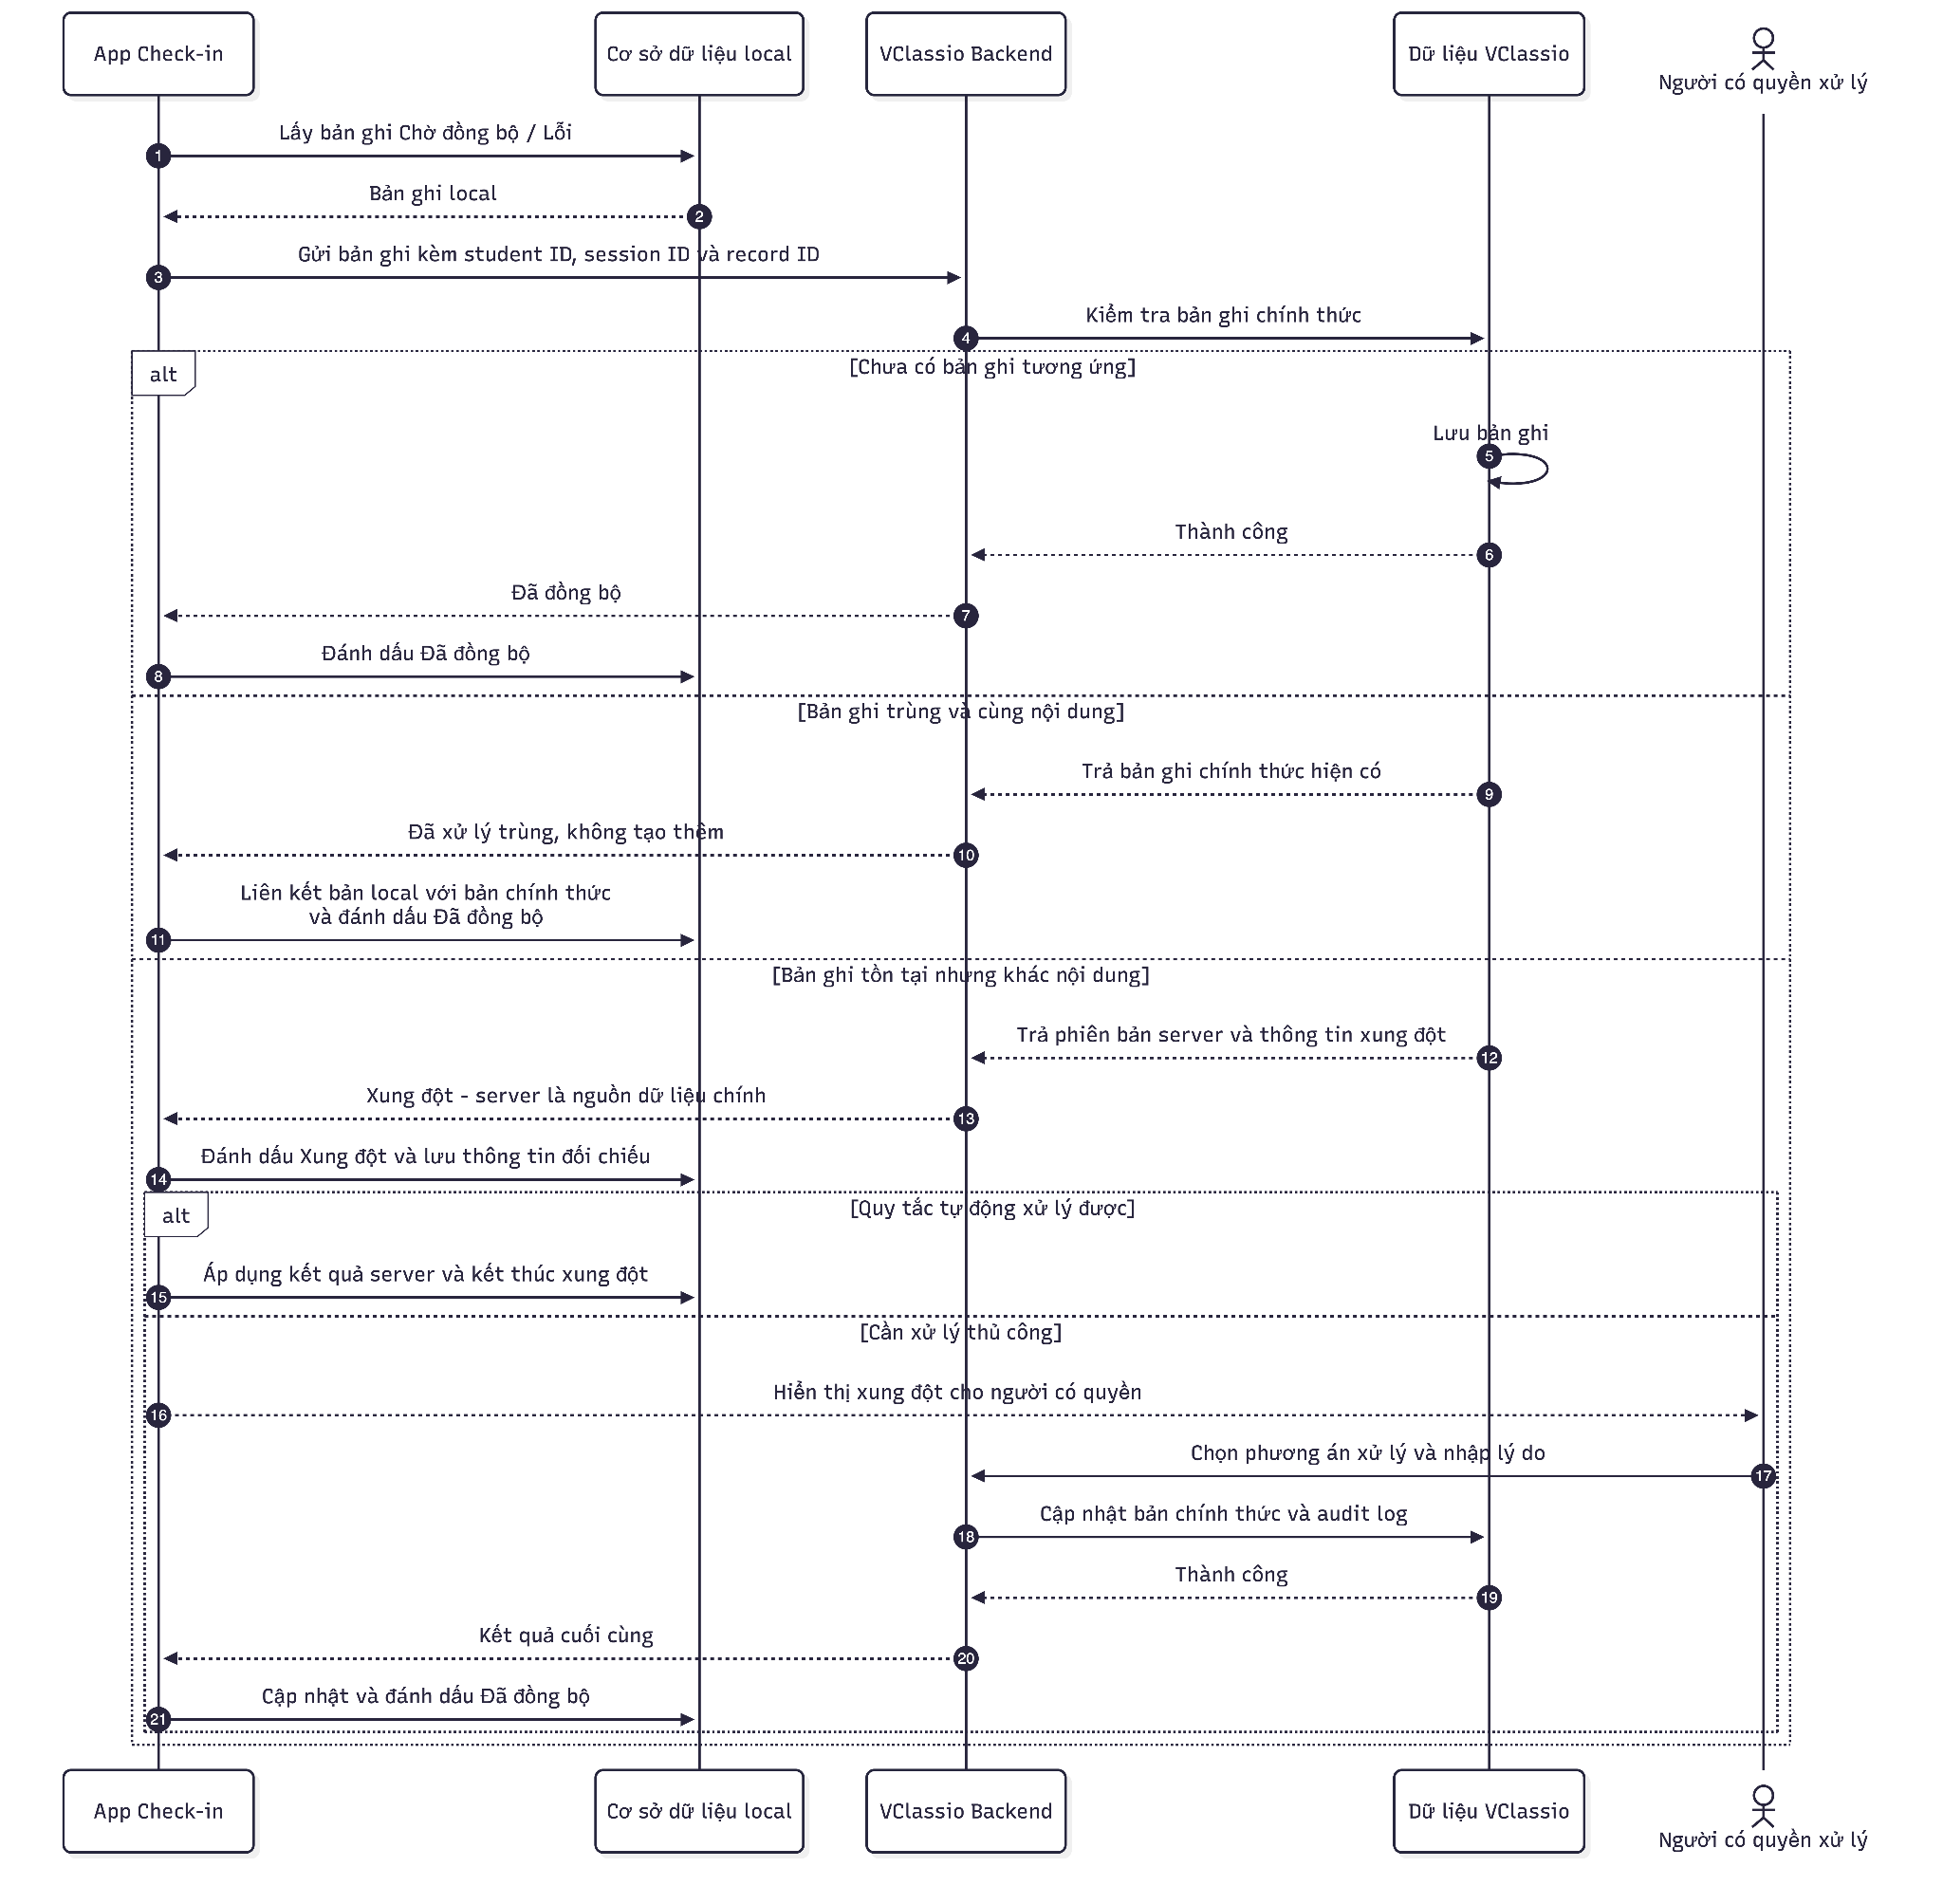 App Check-in
Cơ sở dữ liệu local
VClassio Backend
Dữ liệu VClassio
Người có quyền xử lý
Lấy bản ghi Chờ đồng bộ / Lỗi
1
Bản ghi local
2
Gửi bản ghi kèm student ID, session ID và record ID
3
Kiểm tra bản ghi chính thức
4
alt
[Chưa có bản ghi tương ứng]
Lưu bản ghi
5
Thành công
6
Đã đồng bộ
7
Đánh dấu Đã đồng bộ
8
[Bản ghi trùng và cùng nội dung]
Trả bản ghi chính thức hiện có
9
Đã xử lý trùng, không tạo thêm
10
Liên kết bản local với bản chính thức
và đánh dấu Đã đồng bộ
11
[Bản ghi tồn tại nhưng khác nội dung]
Trả phiên bản server và thông tin xung đột
12
Xung đột - server là nguồn dữ liệu chính
13
Đánh dấu Xung đột và lưu thông tin đối chiếu
14
alt
[Quy tắc tự động xử lý được]
Áp dụng kết quả server và kết thúc xung đột
15
[Cần xử lý thủ công]
Hiển thị xung đột cho người có quyền
16
Chọn phương án xử lý và nhập lý do
17
Cập nhật bản chính thức và audit log
18
Thành công
19
Kết quả cuối cùng
20
Cập nhật và đánh dấu Đã đồng bộ
21
App Check-in
Cơ sở dữ liệu local
VClassio Backend
Dữ liệu VClassio
Người có quyền xử lý